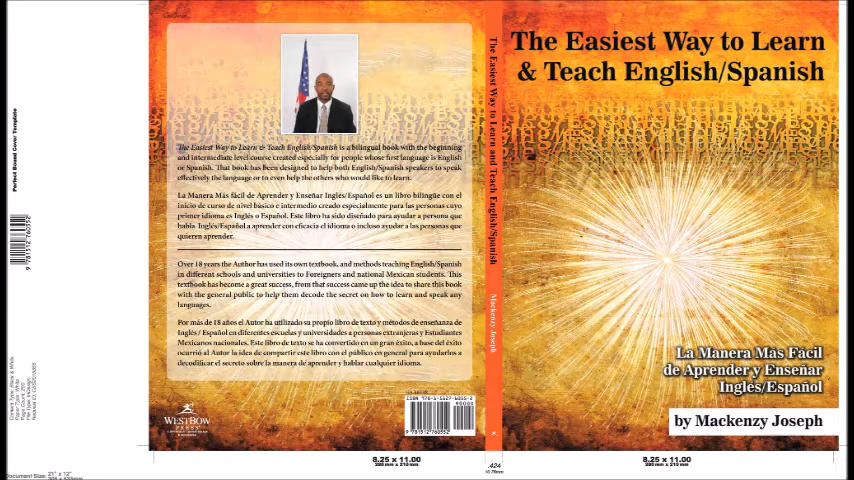 Perfect Bound Cover Template
9 781512 760552
Document Size:
21" x 12"
The Easiest Way to Learn & Teach English/Spanish is a bilingual book with the beginning
and intermediate level course created especially for people whose first language is English
or Spanish. That book has been designed to help both English/Spanish speakers to speak
effectively the language or to even help the others who would like to learn.
La Manera Más fácil de Aprender y Enseñar Inglés/Español es un libro bilingüe con el
inicio de curso de nivel básico e intermedio creado especialmente para las personas cuyo
primer idioma es Inglés o Español. Este libro ha sido diseñado para ayudar a persona que
habla Inglés/Español a aprender con eficacia el idioma o incluso ayudar a las personas que
quieren aprender.
Over 18 years the Author has used its own textbook, and methods teaching English/Spanish
in different schools and universities to Foreigners and national Mexican students. This
textbook has become a great success, from that success came up the idea to share this book
with the general public to help them decode the secret on how to learn and speak any
languages.
Por más de 18 años el Autor ha utilizado su propio libro de texto y métodos de enseñanza de
Inglés / Español en diferentes escuelas y universidades a personas extranjeras y Estudiantes
Mexicanos nacionales. Este libro de texto se ha convertido en un gran éxito, a base del éxito
ocurrió al Autor la idea de compartir este libro con el público en general para ayudarlos a
decodificar el secreto sobre la manera de aprender y hablar cualquier idioma.
WESTBOW
PRESS
90000
9 781512 760552
The Easiest Way to Learn and Teach English/Spanish
Mackenzy Joseph
The Easiest Way to Learn
& Teach English/Spanish
La Manera Más Fácil
de Aprender y Enseñar
Inglés/Español
by Mackenzy Joseph
8.25 x 11.00
.424
8.25 x 11.00